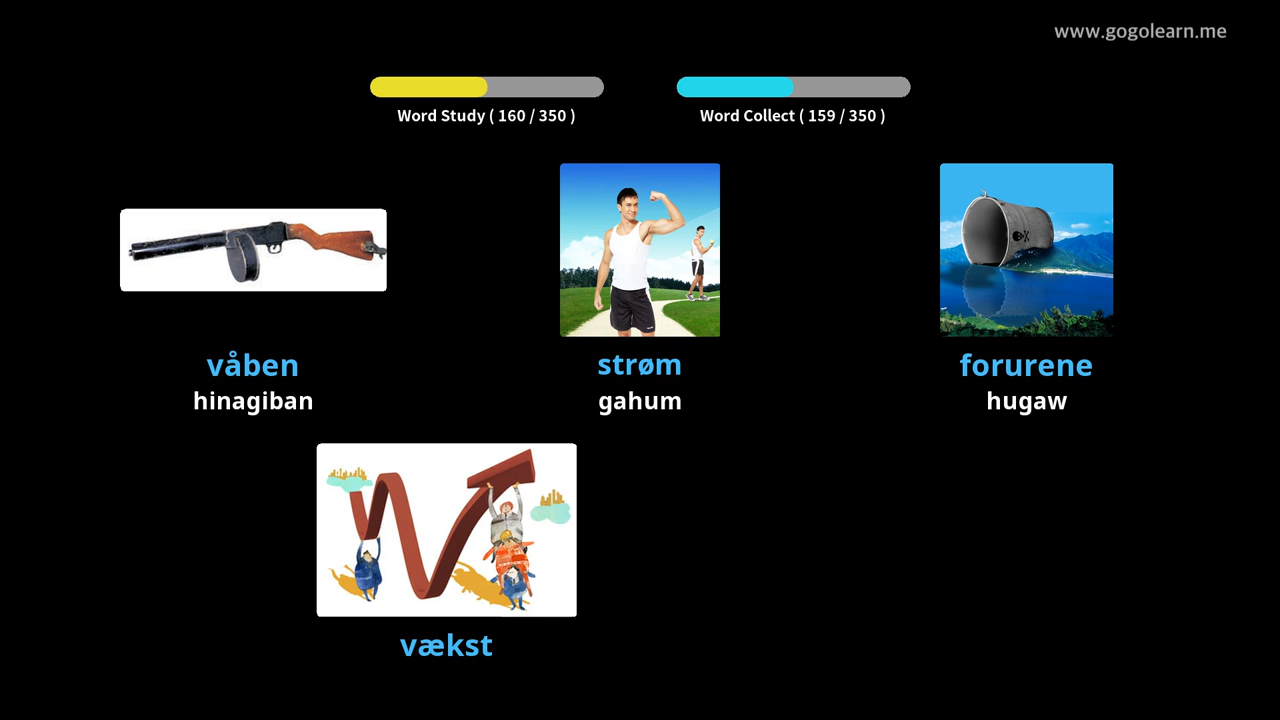 www.gogolearn.me
Word Study ( 160 / 350 )
Word Collect ( 159 / 350 )
våben
hinagiban
strøm
gahum
forurene
hugaw
vækst